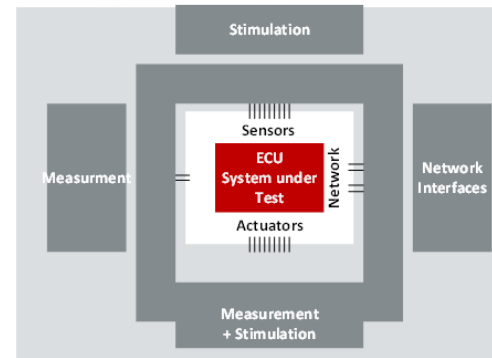 Stimulation
Sensors
Measurment
ECU
System under
Test
Network
Network
Interfaces
Actuators
Measurement
+ Stimulation